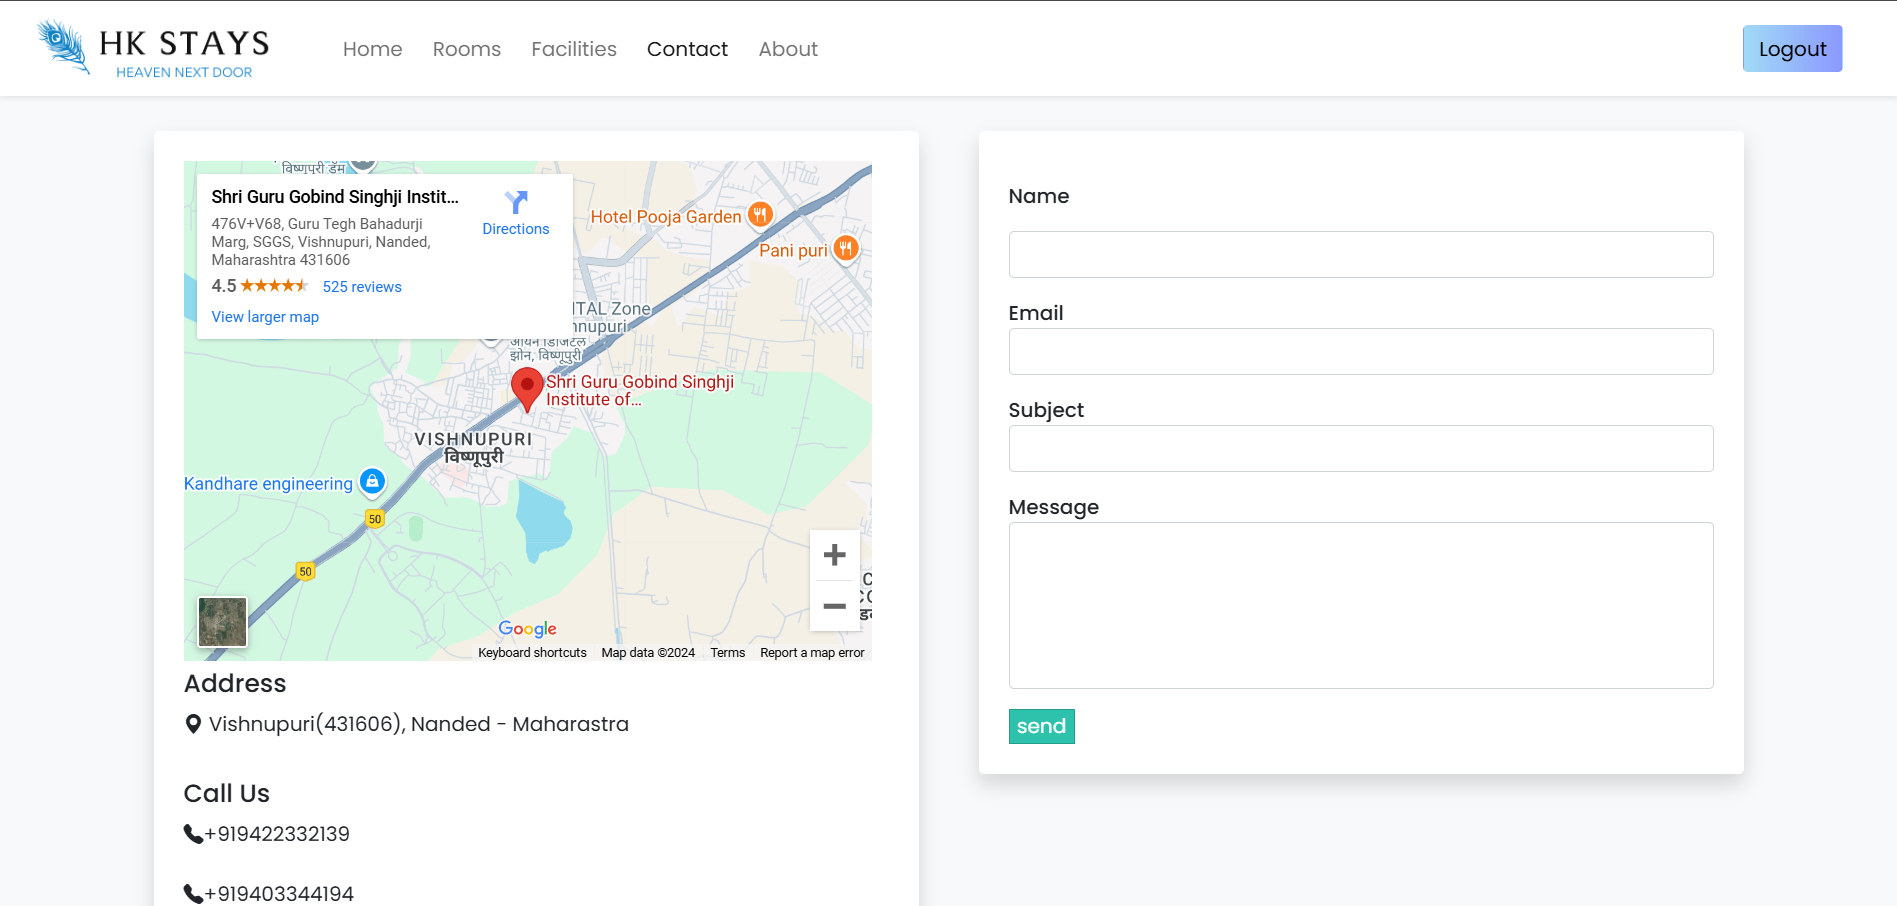 HK STAYS
HEAVEN NEXT DOOR
Home
Rooms
Facilities
Contact
About
Logout
विष्णुपुरी डॅम
Shri Guru Gobind Singhji Instit...
476V+V68, Guru Tegh Bahadurji
Marg, SGGS, Vishnupuri, Nanded,
Maharashtra 431606
4.5
525 reviews
View larger map
Directions
Hotel Pooja Garden
Pani puri
ITAL Zone
hnupuri
झोन, विष्णूपुरी
Shri Guru Gobind Singhji
Institute of...
VISHNUPURI
विष्णूपुरी
Kandhare engineering
50
50
Google
Keyboard shortcuts
Map data ©2024
Terms
Report a map error
Address
Vishnupuri(431606), Nanded - Maharastra
Call Us
+919422332139
+919403344194
Name
Email
Subject
Message
send